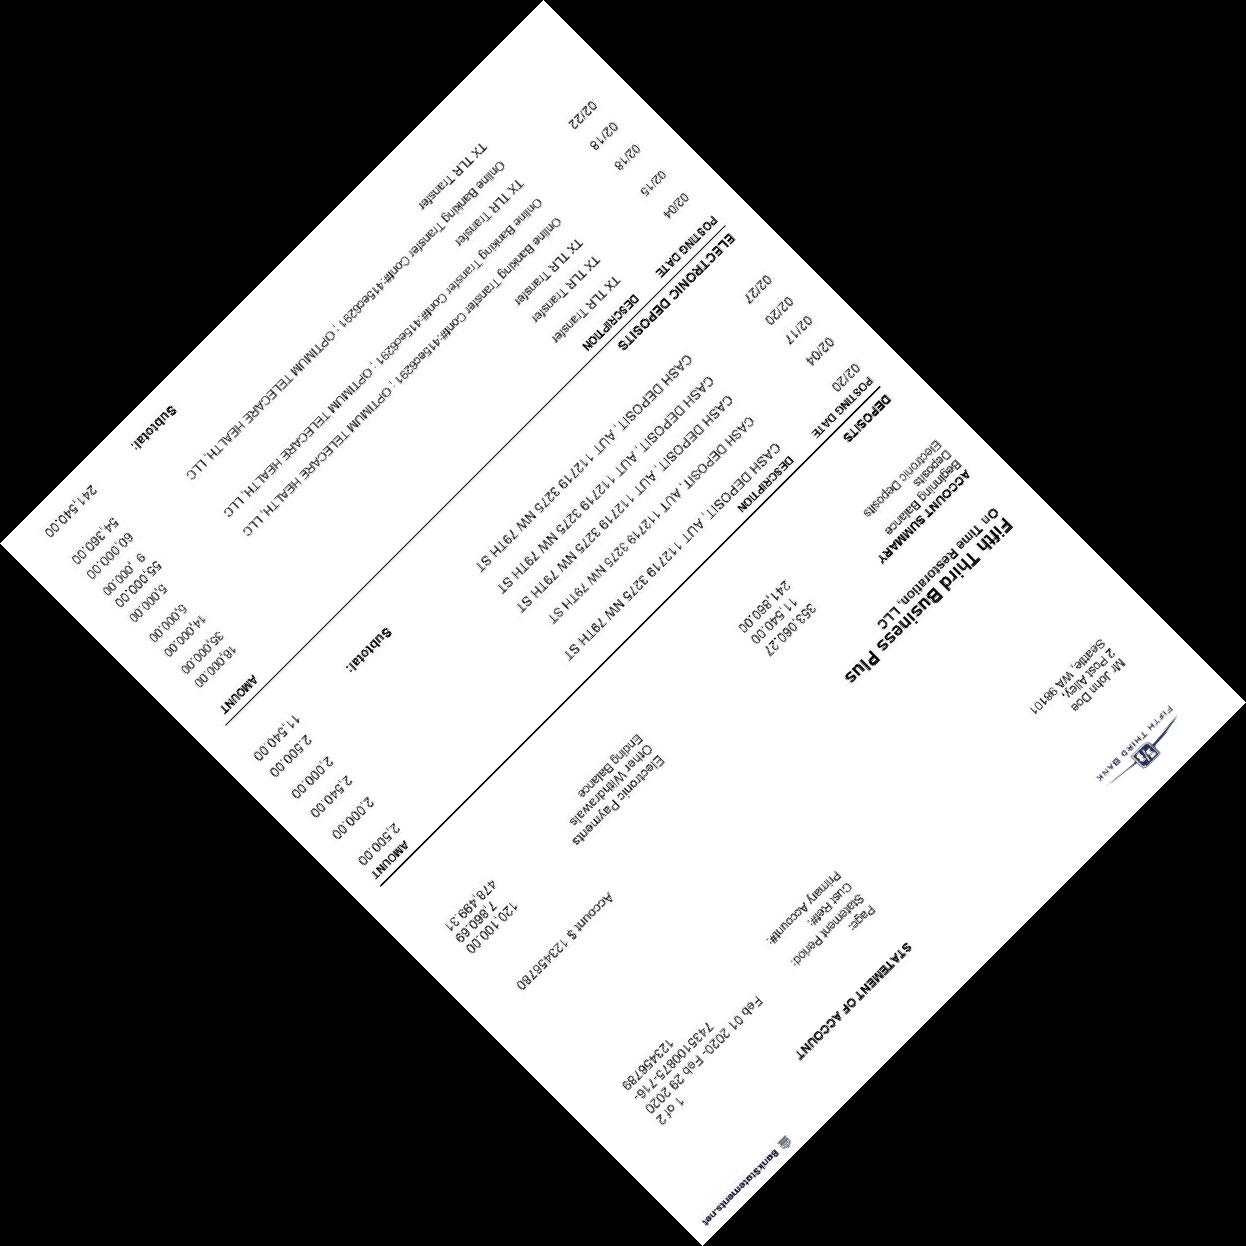 BankStatements.net
FIFTH THIRD BANK
STATEMENT OF ACCOUNT
Mr John Doe
2 Post Alley,
Seattle, WA 98101
Page: 1 of 2
Statement Period: Feb 01 2020- Feb 29 2020
Cust Ref#: 7435100875-716-
Primary Account#: 123456789
Fifth Third Business Plus
On Time Restoration, LLC Account $ 123456780
ACCOUNT SUMMARY
Beginning Balance 353,060.27 Electronic Payments 120,100.00
Deposits 11,540.00 Other Withdrawals 7,860.69
Electronic Deposits 241,860.00 Ending Balance 478,499.31
DEPOSITS
POSTING DATE DESCRIPTION AMOUNT
02/20 CASH DEPOSIT, AUT 112719 3275 NW 79TH ST 2,500.00
02/04 CASH DEPOSIT, AUT 112719 3275 NW 79TH ST 2,000.00
02/17 CASH DEPOSIT, AUT 112719 3275 NW 79TH ST 2,540.00
02/20 CASH DEPOSIT, AUT 112719 3275 NW 79TH ST 2,000.00
02/27 CASH DEPOSIT, AUT 112719 3275 NW 79TH ST 2,500.00
Subtotal: 11,540.00
ELECTRONIC DEPOSITS
POSTING DATE DESCRIPTION AMOUNT
02/04 TX TLR Transfer 18,000.00
02/15 TX TLR Transfer 35,000.00
TX TLR Transfer 14,000.00
02/18 Online Banking Transfer Conf#:415ec6291 ; OPTIMUM TELECARE HEALTH, LLC 5,000.00
02/18 Online Banking Transfer Conf#:415ec6291 ; OPTIMUM TELECARE HEALTH, LLC 5,000.00
55,000.00
02/22 TX TLR Transfer 9 ,000.00
Online Banking Transfer Conf#:415ec6291 ; OPTIMUM TELECARE HEALTH, LLC 60,000.00
TX TLR Transfer 54,360.00
Subtotal: 241,540.00